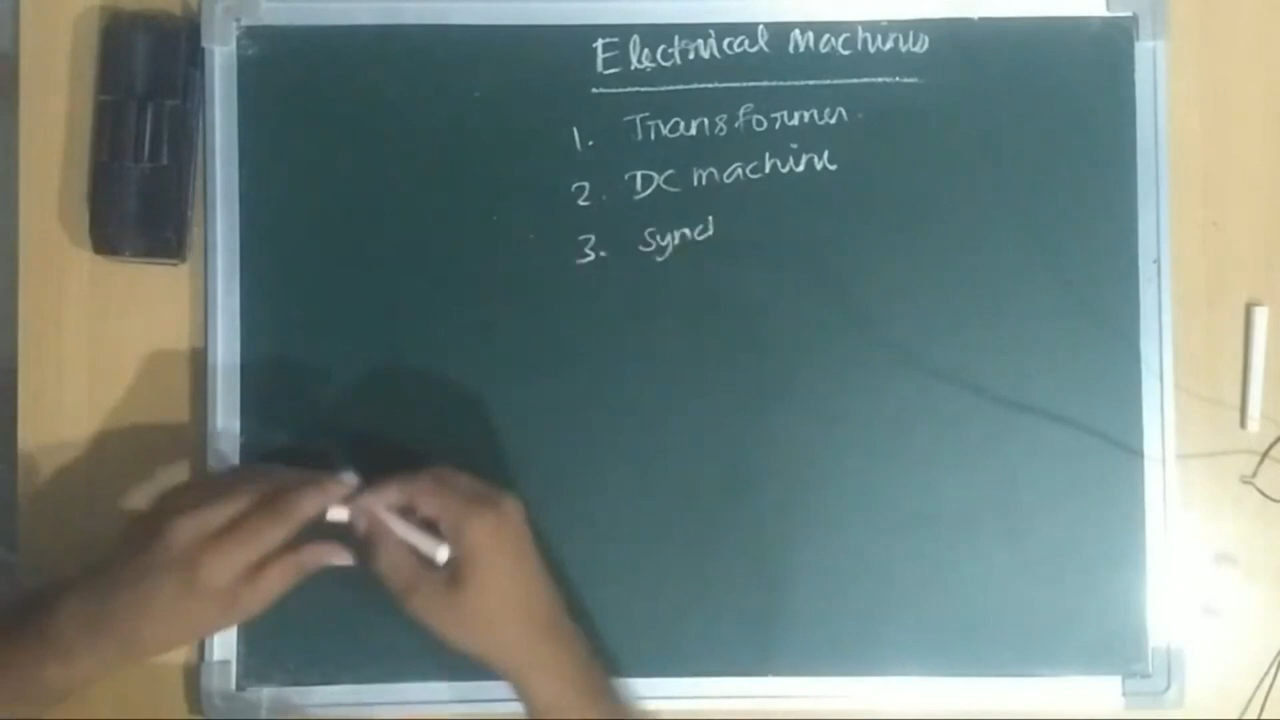 Electrical Machines
1. Transformer
2. DC machine
3. Sync